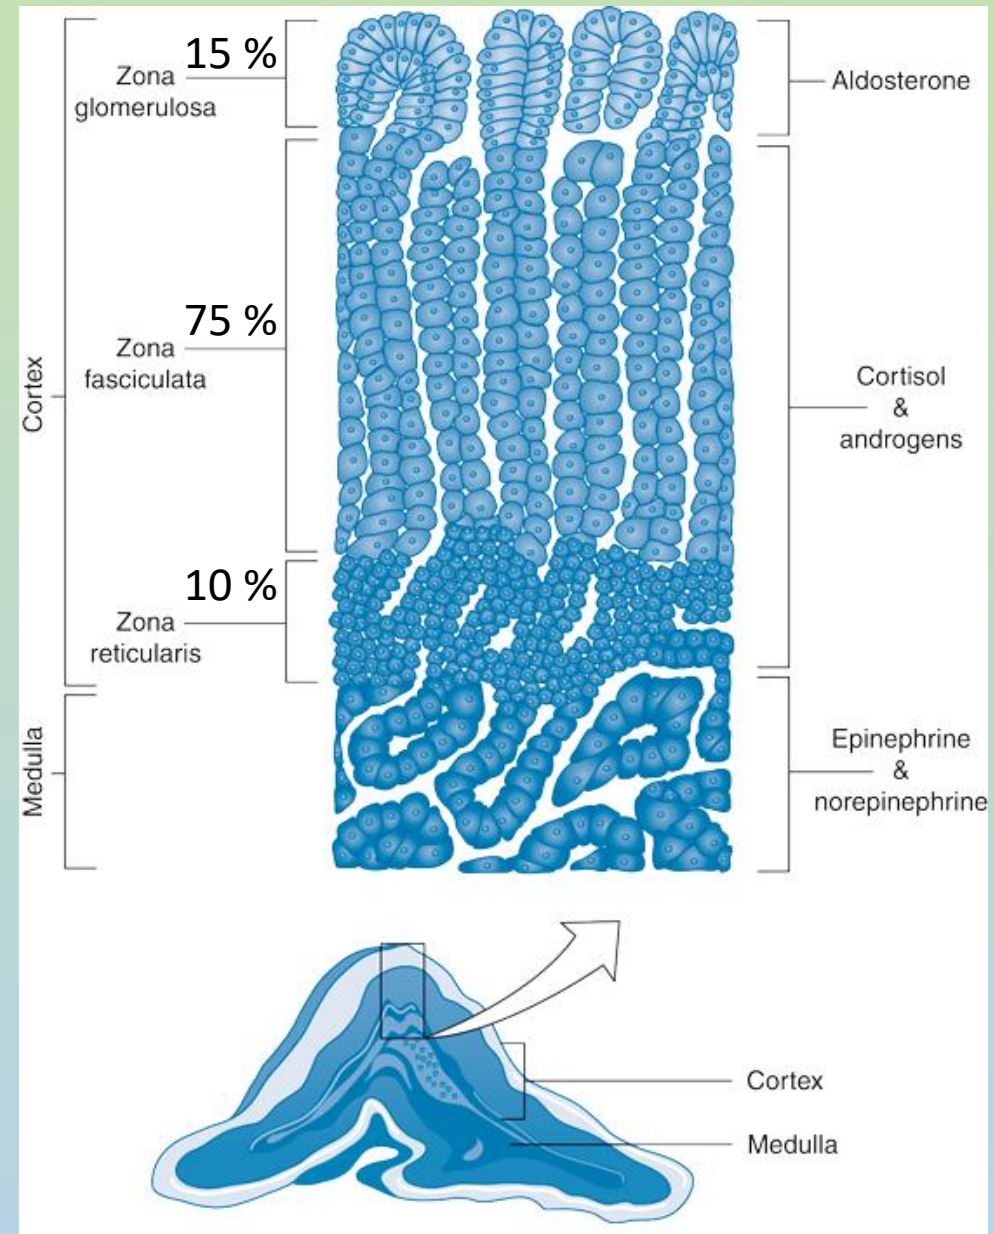 15 %
Zona
glomerulosa
Aldosterone
75 %
Zona
fasciculata
Cortex
Cortisol
&
androgens
10 %
Zona
reticularis
Medulla
Epinephrine
&
norepinephrine
Cortex
Medulla